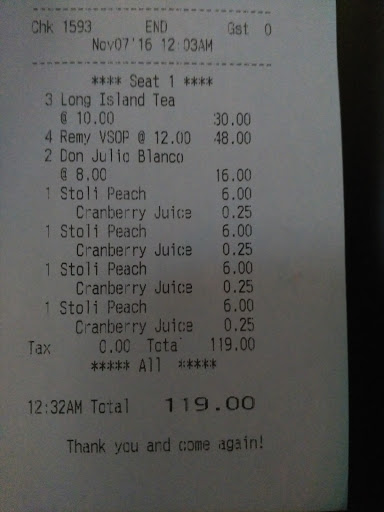 Chk 1593 END Gst 0
Nov07'16 12:03AM
**** Seat 1 ****
3 Long Island Tea
@ 10.00 30.00
4 Remy VSOP @ 12.00 48.00
2 Don Julio Blanco
@ 8.00 16.00
1 Stoli Peach 6.00
Cranberry Juice 0.25
1 Stoli Peach 6.00
Cranberry Juice 0.25
1 Stoli Peach 6.00
Cranberry Juice 0.25
1 Stoli Peach 6.00
Cranberry Juice 0.25
Tax 0.00 Total 119.00
***** All *****
12:32AM Total 119.00
Thank you and come again!